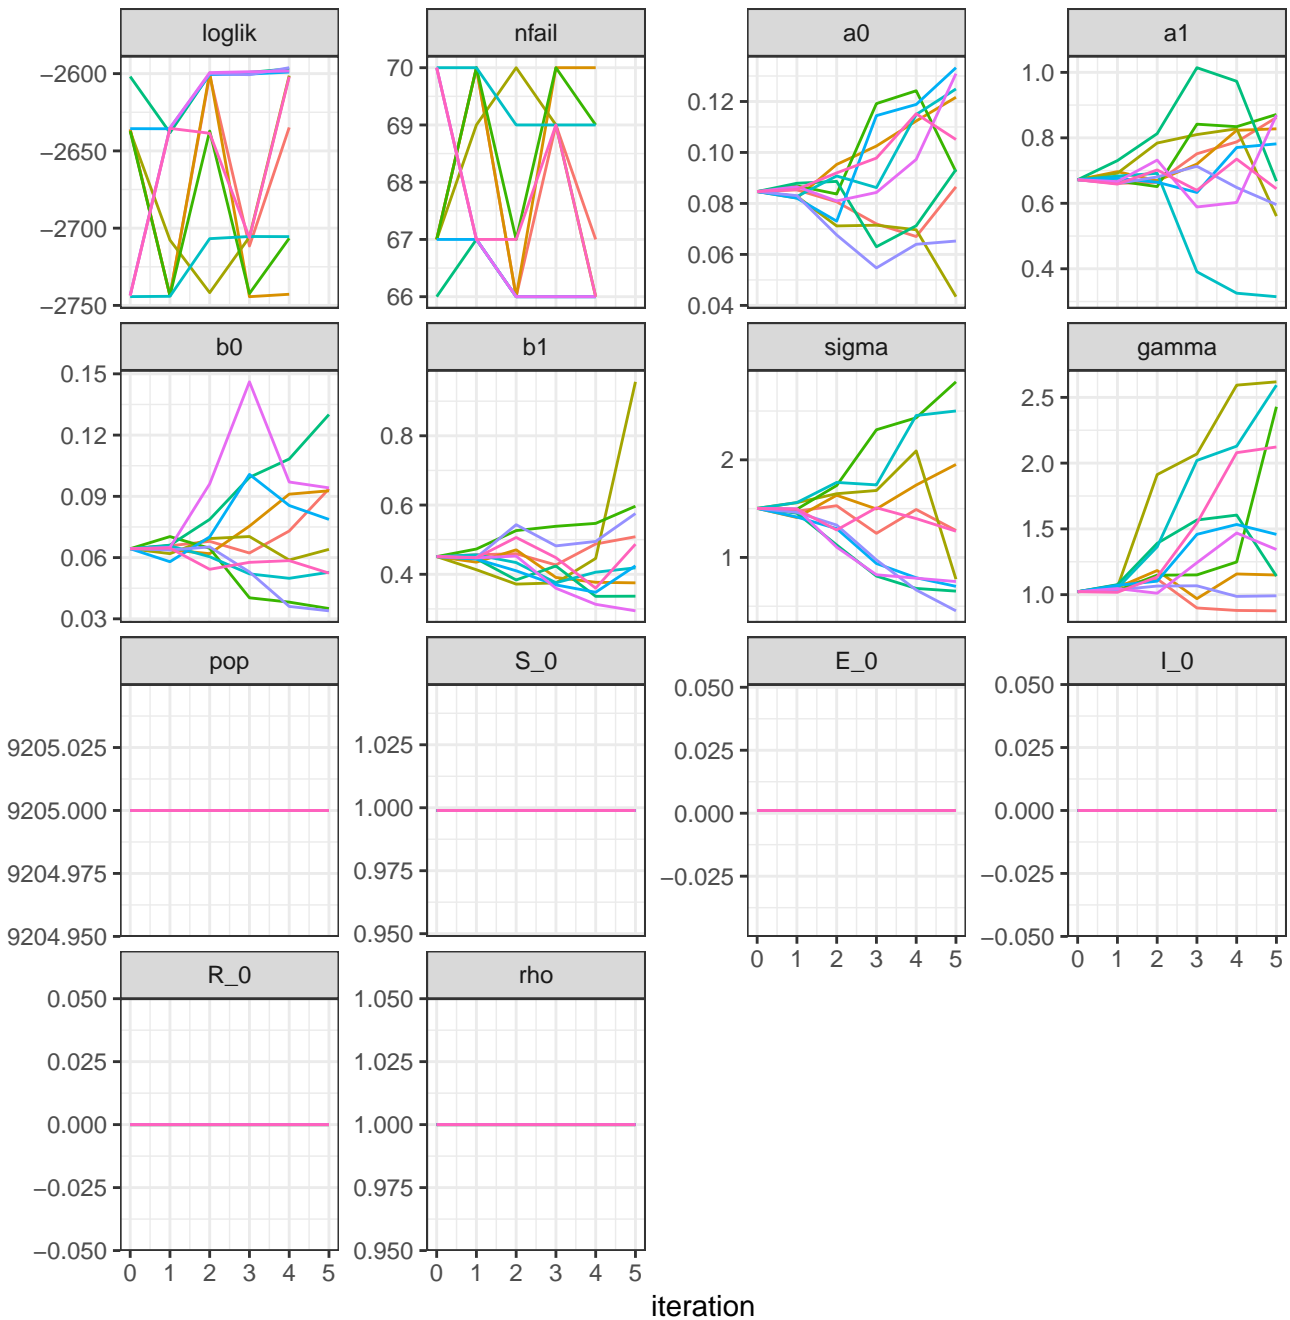 loglik nfail a0 a1
−2600 70 0.12 1.0
−2650 69 0.10 0.8
−2700 68 0.08 0.6
−2750 67 0.06 0.4
66 0.04
b0 b1 sigma gamma
0.15 0.8 2 2.5
0.12 0.6 1 2.0
0.09 0.4 1.5
0.06 1.0
0.03
pop S_0 E_0 I_0
9205.025 1.025 0.050 0.050
9205.000 1.000 0.025 0.025
9204.975 0.975 0.000 0.000
9204.950 0.950 −0.025 −0.025
−0.050
0 1 2 3 4 5 0 1 2 3 4 5
R_0 rho
0.050 1.050
0.025 1.025
0.000 1.000
−0.025 0.975
−0.050 0.950
0 1 2 3 4 5 0 1 2 3 4 5
iteration